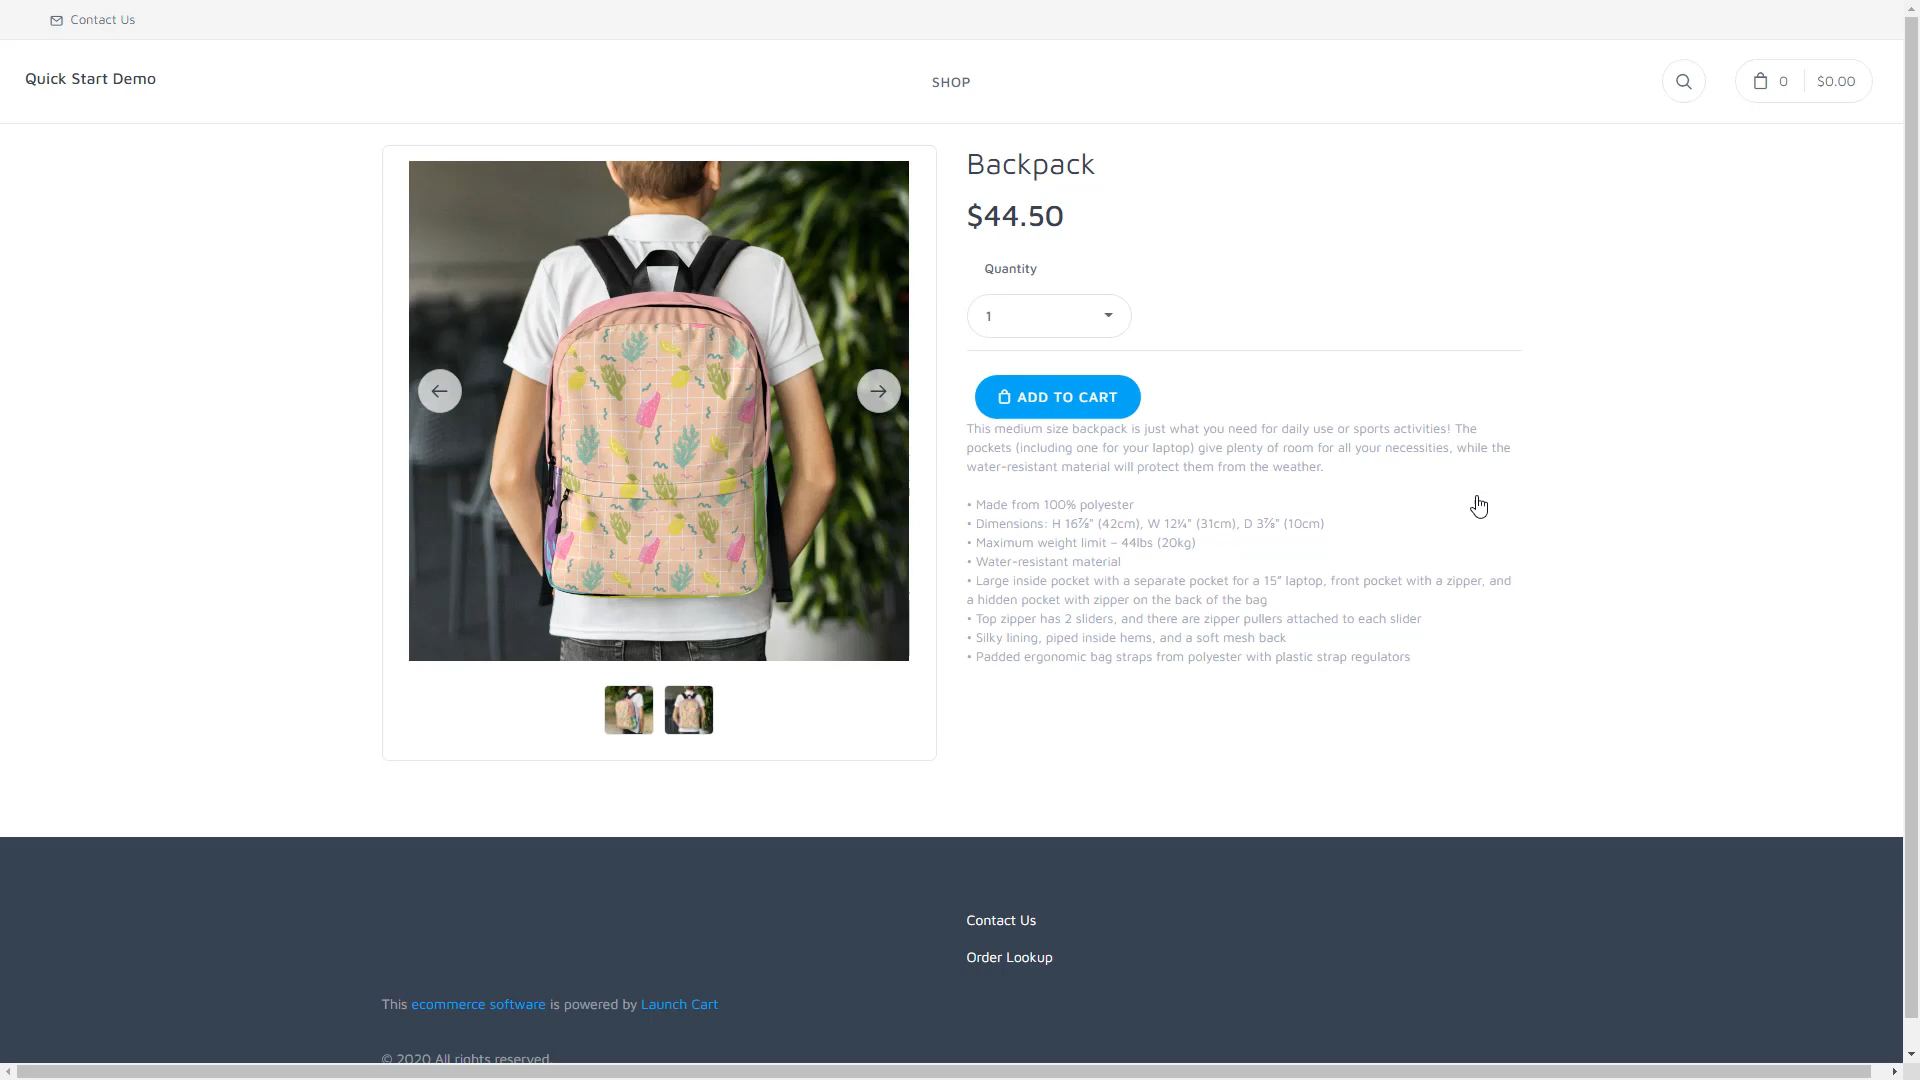 Contact Us
Quick Start Demo
SHOP
0
$0.00
Backpack
$44.50
Quantity
1
ADD TO CART
This medium size backpack is just what you need for daily use or sports activities! The
pockets (including one for your laptop) give plenty of room for all your necessities, while the
water-resistant material will protect them from the weather.
• Made from 100% polyester
• Dimensions: H 16⅞" (42cm), W 12¼" (31cm), D 3⅞" (10cm)
• Maximum weight limit – 44lbs (20kg)
• Water-resistant material
• Large inside pocket with a separate pocket for a 15” laptop, front pocket with a zipper, and
a hidden pocket with zipper on the back of the bag
• Top zipper has 2 sliders, and there are zipper pullers attached to each slider
• Silky lining, piped inside hems, and a soft mesh back
• Padded ergonomic bag straps from polyester with plastic strap regulators
Contact Us
Order Lookup
This ecommerce software is powered by Launch Cart
© 2020 All rights reserved.